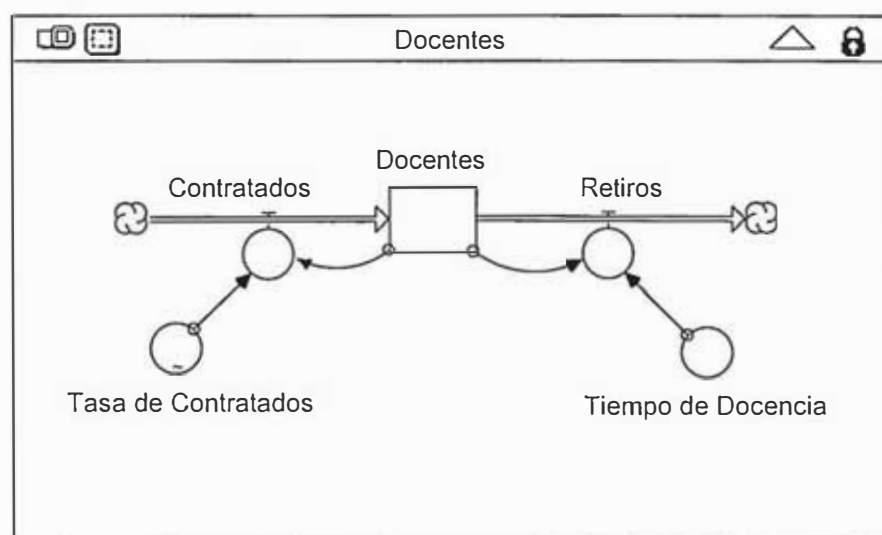 Docentes
Docentes
Contratados
Retiros
Tasa de Contratados
Tiempo de Docencia